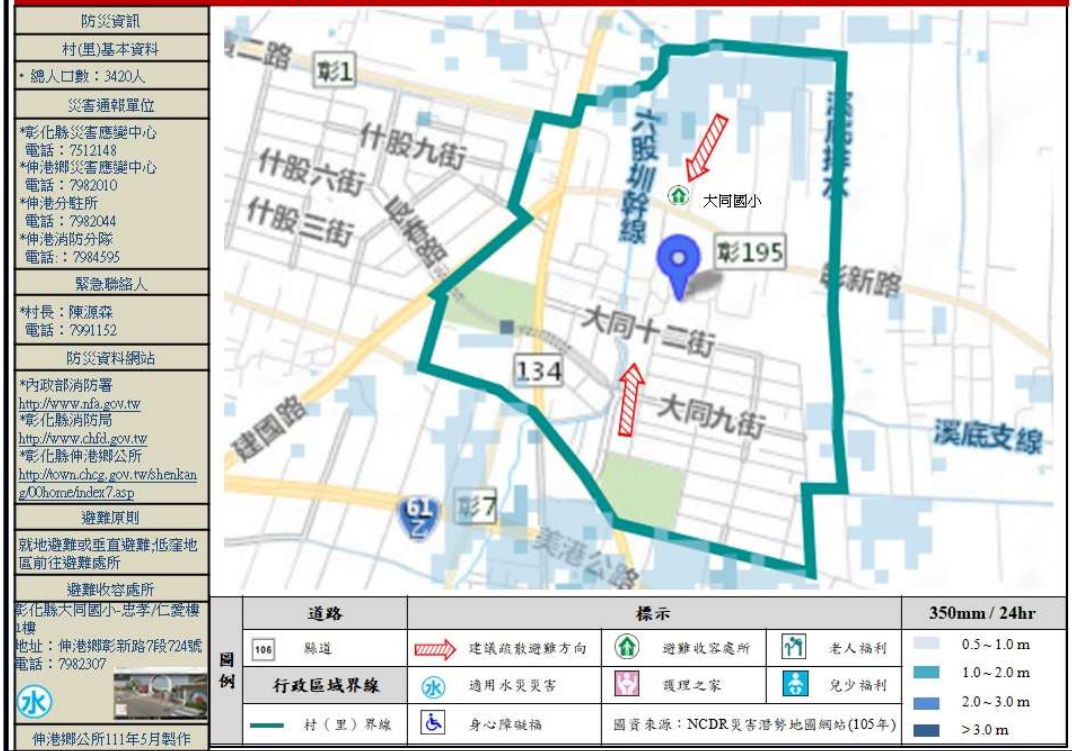 防災資訊
村(里)基本資料
• 總人口數：3420人
災害通報單位
*彰化縣災害應變中心
電話：7512148
*伸港鄉災害應變中心
電話：7982010
*伸港分駐所
電話：7982044
*伸港消防分隊
電話：7984595
緊急聯絡人
*村長：陳源森
電話：7991152
防災資料網站
*內政部消防署
http://www.nfa.gov.tw
*彰化縣消防局
http://www.chfd.gov.tw
*彰化縣伸港鄉公所
http://town.chcg.gov.tw/shenkan
g/00home/index7.asp
避難原則
就地避難或垂直避難;低窪地
區前往避難處所
避難收容處所
彰化縣大同國小-忠孝/仁愛樓
1樓
地址：伸港鄉彰新路7段724號
電話：7982307
水
伸港鄉公所111年5月製作
二路
彰1
什股九街
什股六街
什股三街
六股圳幹線
溪底排水
大同國小
彰195
彰新路
大同十二街
134
大同九街
建國路
溪底支線
61
乙
彰7
美港公路
圖例
道路
標示
350mm / 24hr
106
縣道
建議疏散避難方向
避難收容處所
老人福利
0.5～1.0 m
行政區域界線
水
適用水災災害
護理之家
兒少福利
1.0～2.0 m
村（里）界線
身心障礙福
圖資來源：NCDR災害潛勢地圖網站(105年)
2.0～3.0 m
>3.0 m